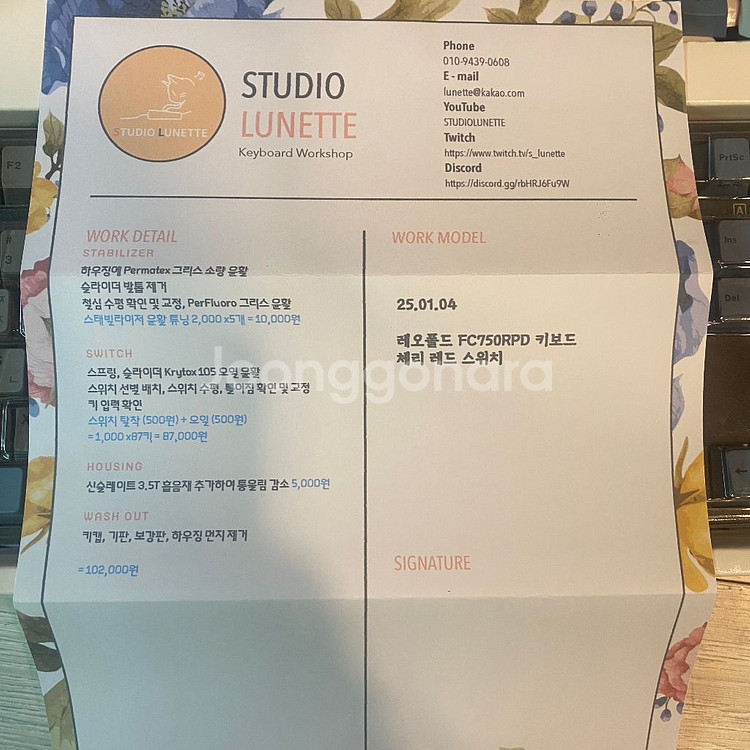 STUDIO LUNETTE
STUDIO
LUNETTE
Keyboard Workshop
Phone
010-9439-0608
E - mail
lunette@kakao.com
YouTube
STUDIOLUNETTE
Twitch
https://www.twitch.tv/s_lunette
Discord
https://discord.gg/rbHRJ6Fu9W
WORK DETAIL
STABILIZER
하우징에 Permatex 그리스 소량 윤활
슬라이더 발톱 제거
철심 수평 확인 및 교정, PerFluoro 그리스 윤활
스태빌라이저 윤활 튜닝 2,000 x5개 = 10,000원
SWITCH
스프링, 슬라이더 Krytox 105 오일 윤활
스위치 선별 배치, 스위치 수평, 틀어짐 확인 및 교정
키 입력 확인
스위치 탈착 (500원) + 오일 (500원)
= 1,000 x87키 = 87,000원
HOUSING
신슐레이트 3.5T 흡음재 추가하여 통울림 감소 5,000원
WASH OUT
키캡, 기판, 보강판, 하우징 먼지 제거
= 102,000원
WORK MODEL
25.01.04
레오폴드 FC750RPD 키보드
체리 레드 스위치
SIGNATURE
joonggonara
F2
#
3
L
X
PrtSc
Ins
Del
A
←